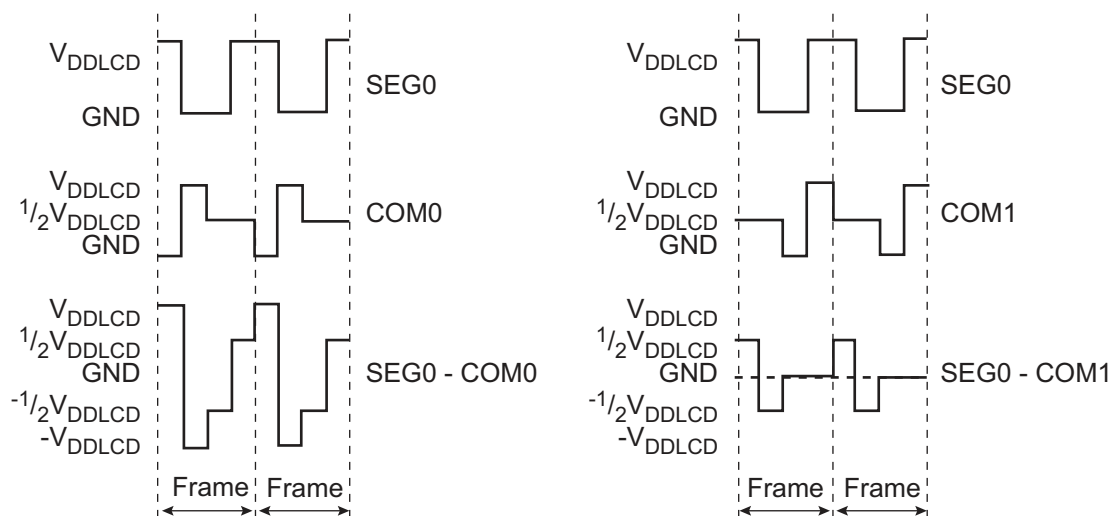 V_DDLCD
GND
SEG0
V_DDLCD
1/2V_DDLCD
GND
COM0
V_DDLCD
1/2V_DDLCD
GND
-1/2V_DDLCD
-V_DDLCD
SEG0 - COM0
Frame
Frame
V_DDLCD
GND
SEG0
V_DDLCD
1/2V_DDLCD
GND
COM1
V_DDLCD
1/2V_DDLCD
GND
-1/2V_DDLCD
-V_DDLCD
SEG0 - COM1
Frame
Frame